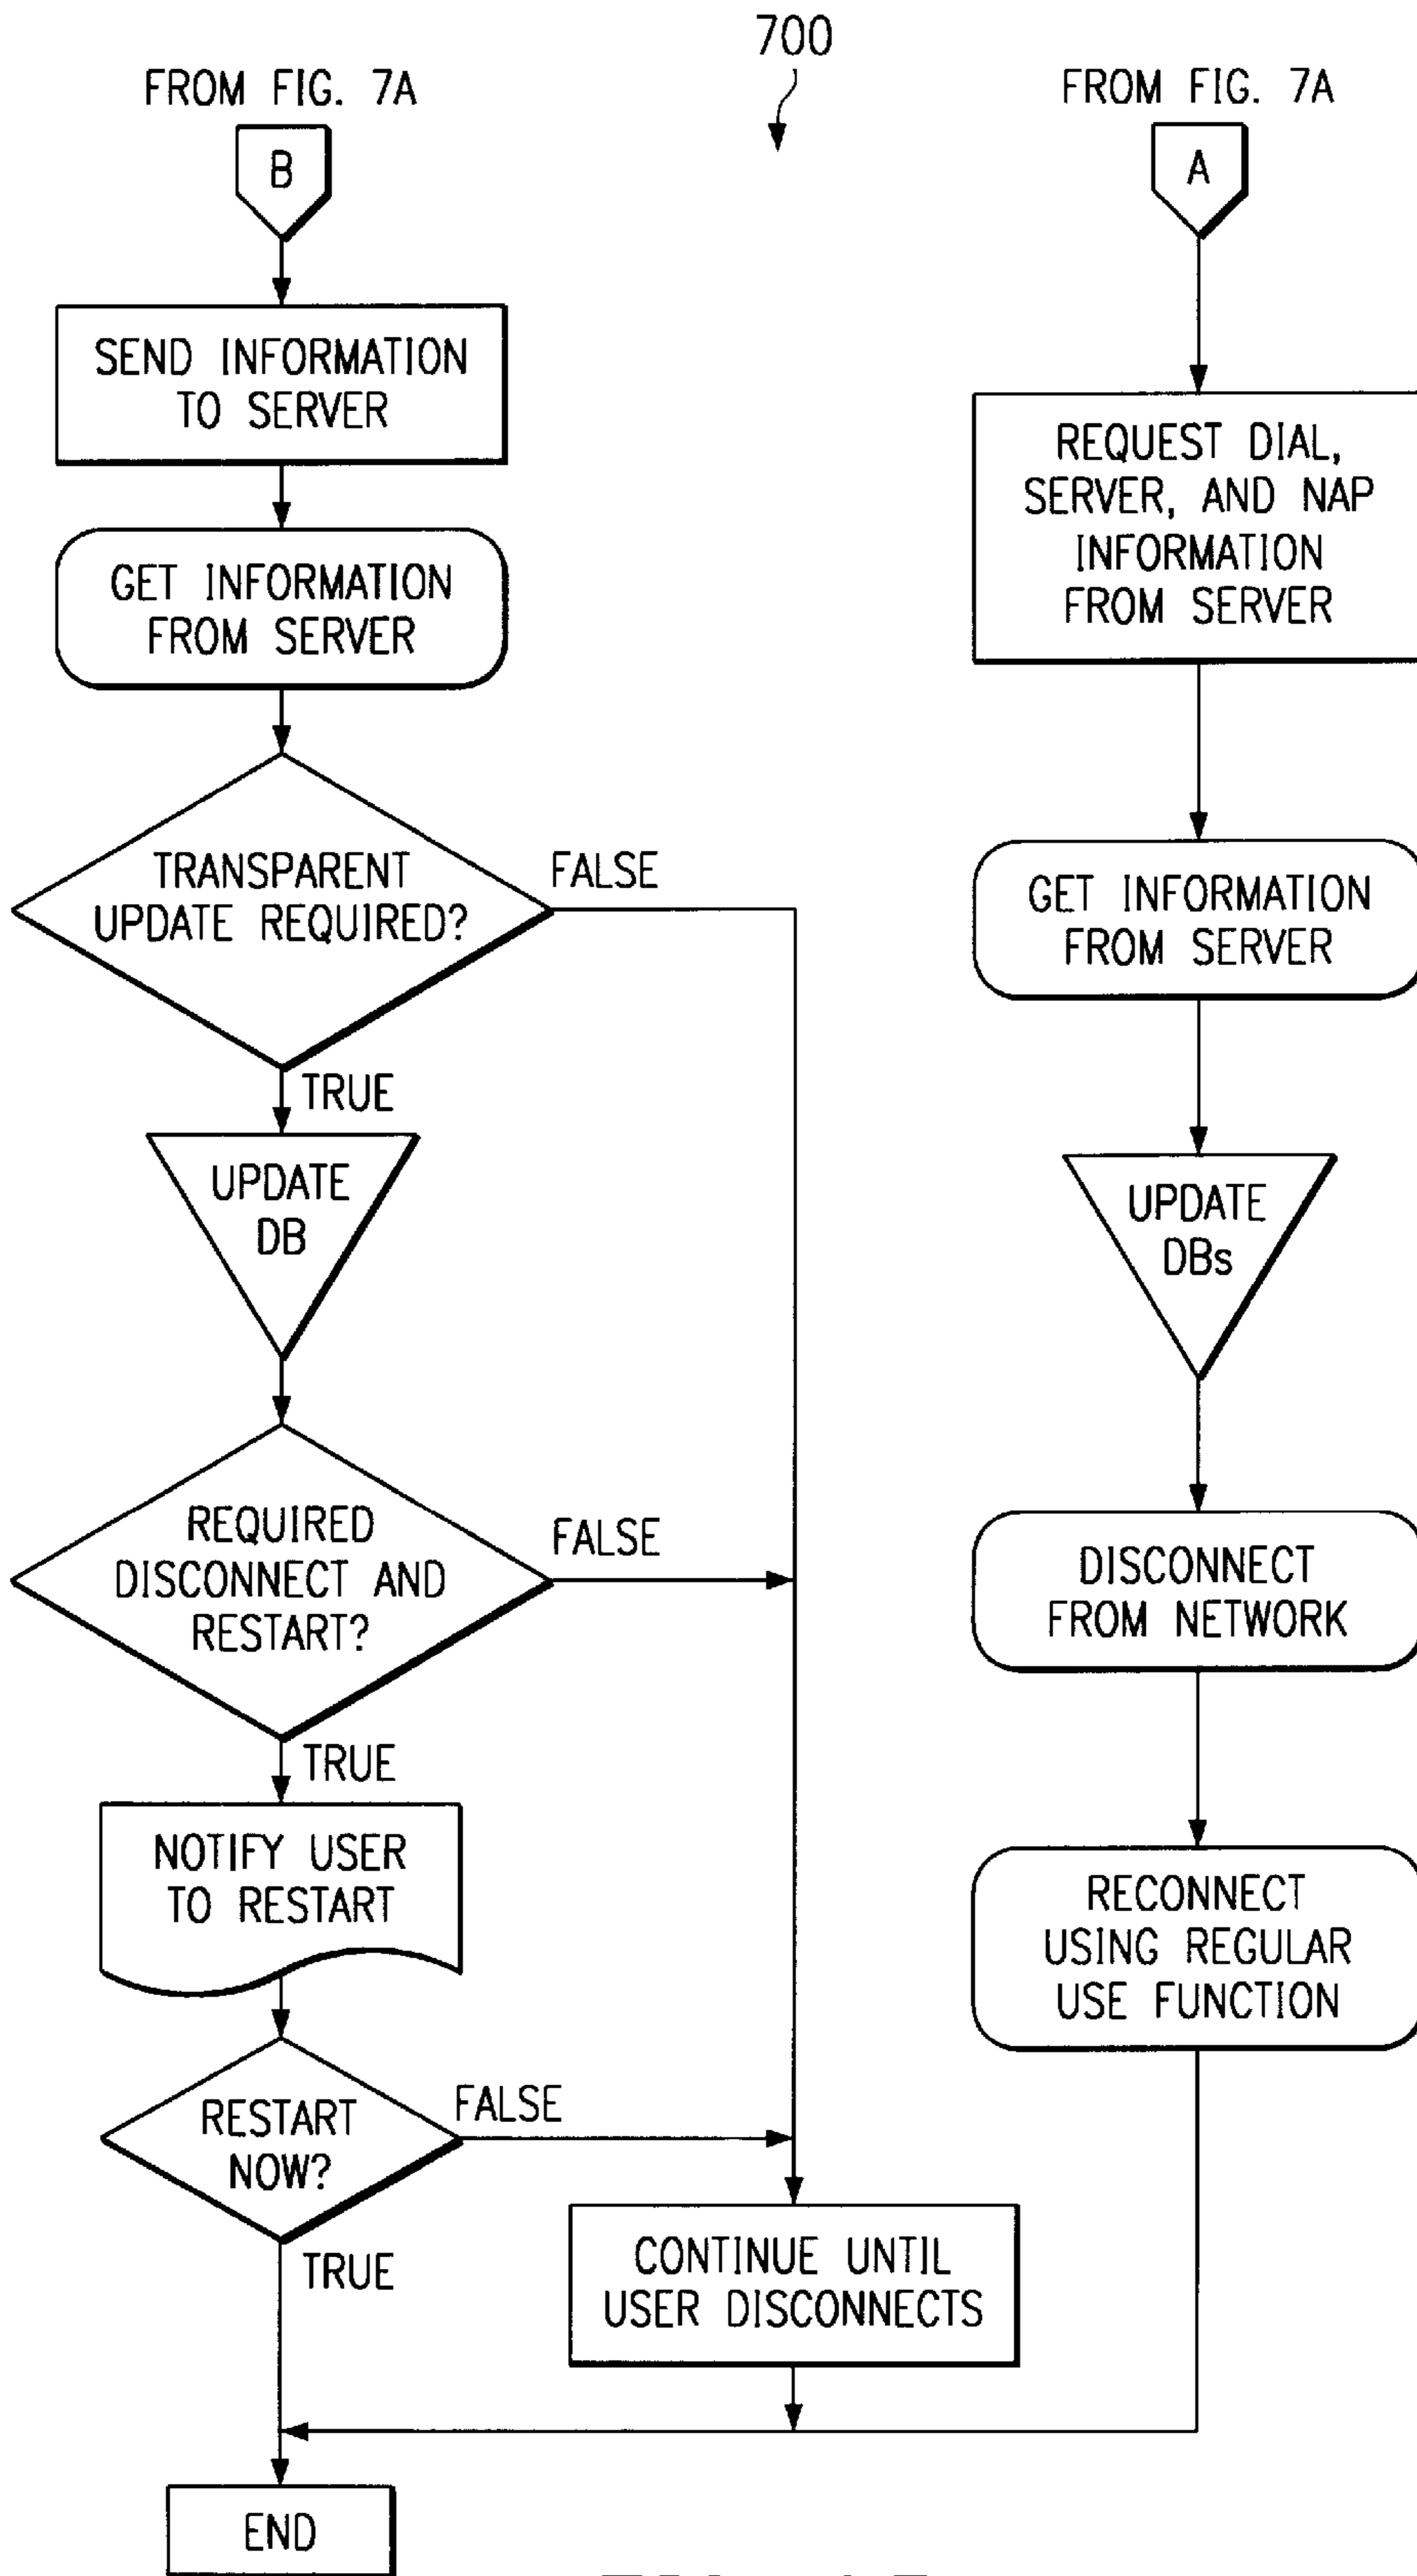 700
FROM FIG. 7A
B
SEND INFORMATION
TO SERVER
GET INFORMATION
FROM SERVER
TRANSPARENT
UPDATE REQUIRED?
FALSE
TRUE
UPDATE
DB
REQUIRED
DISCONNECT AND
RESTART?
FALSE
TRUE
NOTIFY USER
TO RESTART
RESTART
NOW?
FALSE
TRUE
CONTINUE UNTIL
USER DISCONNECTS
END
FROM FIG. 7A
A
REQUEST DIAL,
SERVER, AND NAP
INFORMATION
FROM SERVER
GET INFORMATION
FROM SERVER
UPDATE
DBs
DISCONNECT
FROM NETWORK
RECONNECT
USING REGULAR
USE FUNCTION